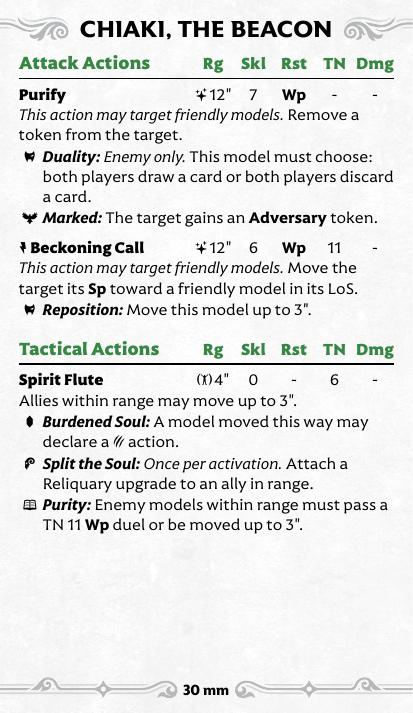 CHIAKI, THE BEACON
Attack Actions Rg Skl Rst TN Dmg
Purify 12" 7 Wp - -
This action may target friendly models. Remove a
token from the target.
Duality: Enemy only. This model must choose:
both players draw a card or both players discard
a card.
Marked: The target gains an Adversary token.
Beckoning Call 12" 6 Wp 11 -
This action may target friendly models. Move the
target its Sp toward a friendly model in its LoS.
Reposition: Move this model up to 3".
Tactical Actions Rg Skl Rst TN Dmg
Spirit Flute 4" 0 - 6 -
Allies within range may move up to 3".
Burdened Soul: A model moved this way may
declare a action.
Split the Soul: Once per activation. Attach a
Reliquary upgrade to an ally in range.
Purity: Enemy models within range must pass a
TN 11 Wp duel or be moved up to 3".
30 mm